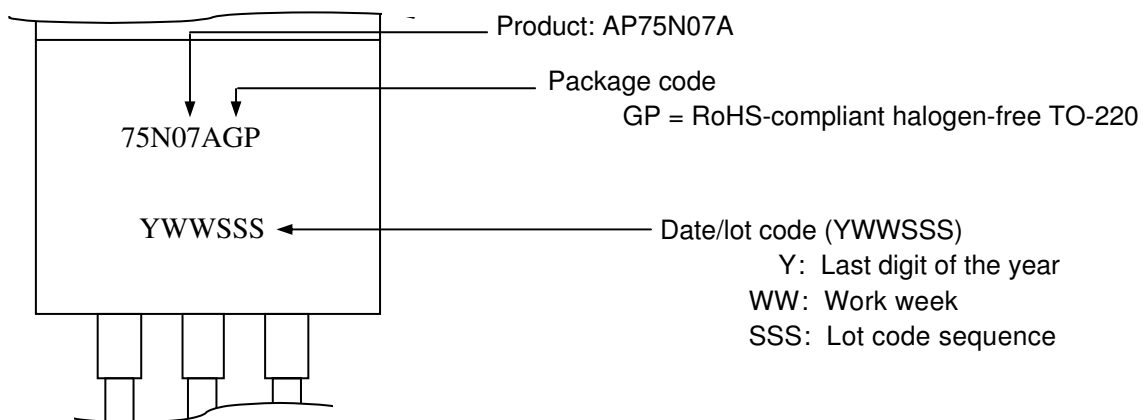 Product: AP75N07A
Package code
GP = RoHS-compliant halogen-free TO-220
75N07AGP
YWWSSS
Date/lot code (YWWSSS)
Y: Last digit of the year
WW: Work week
SSS: Lot code sequence